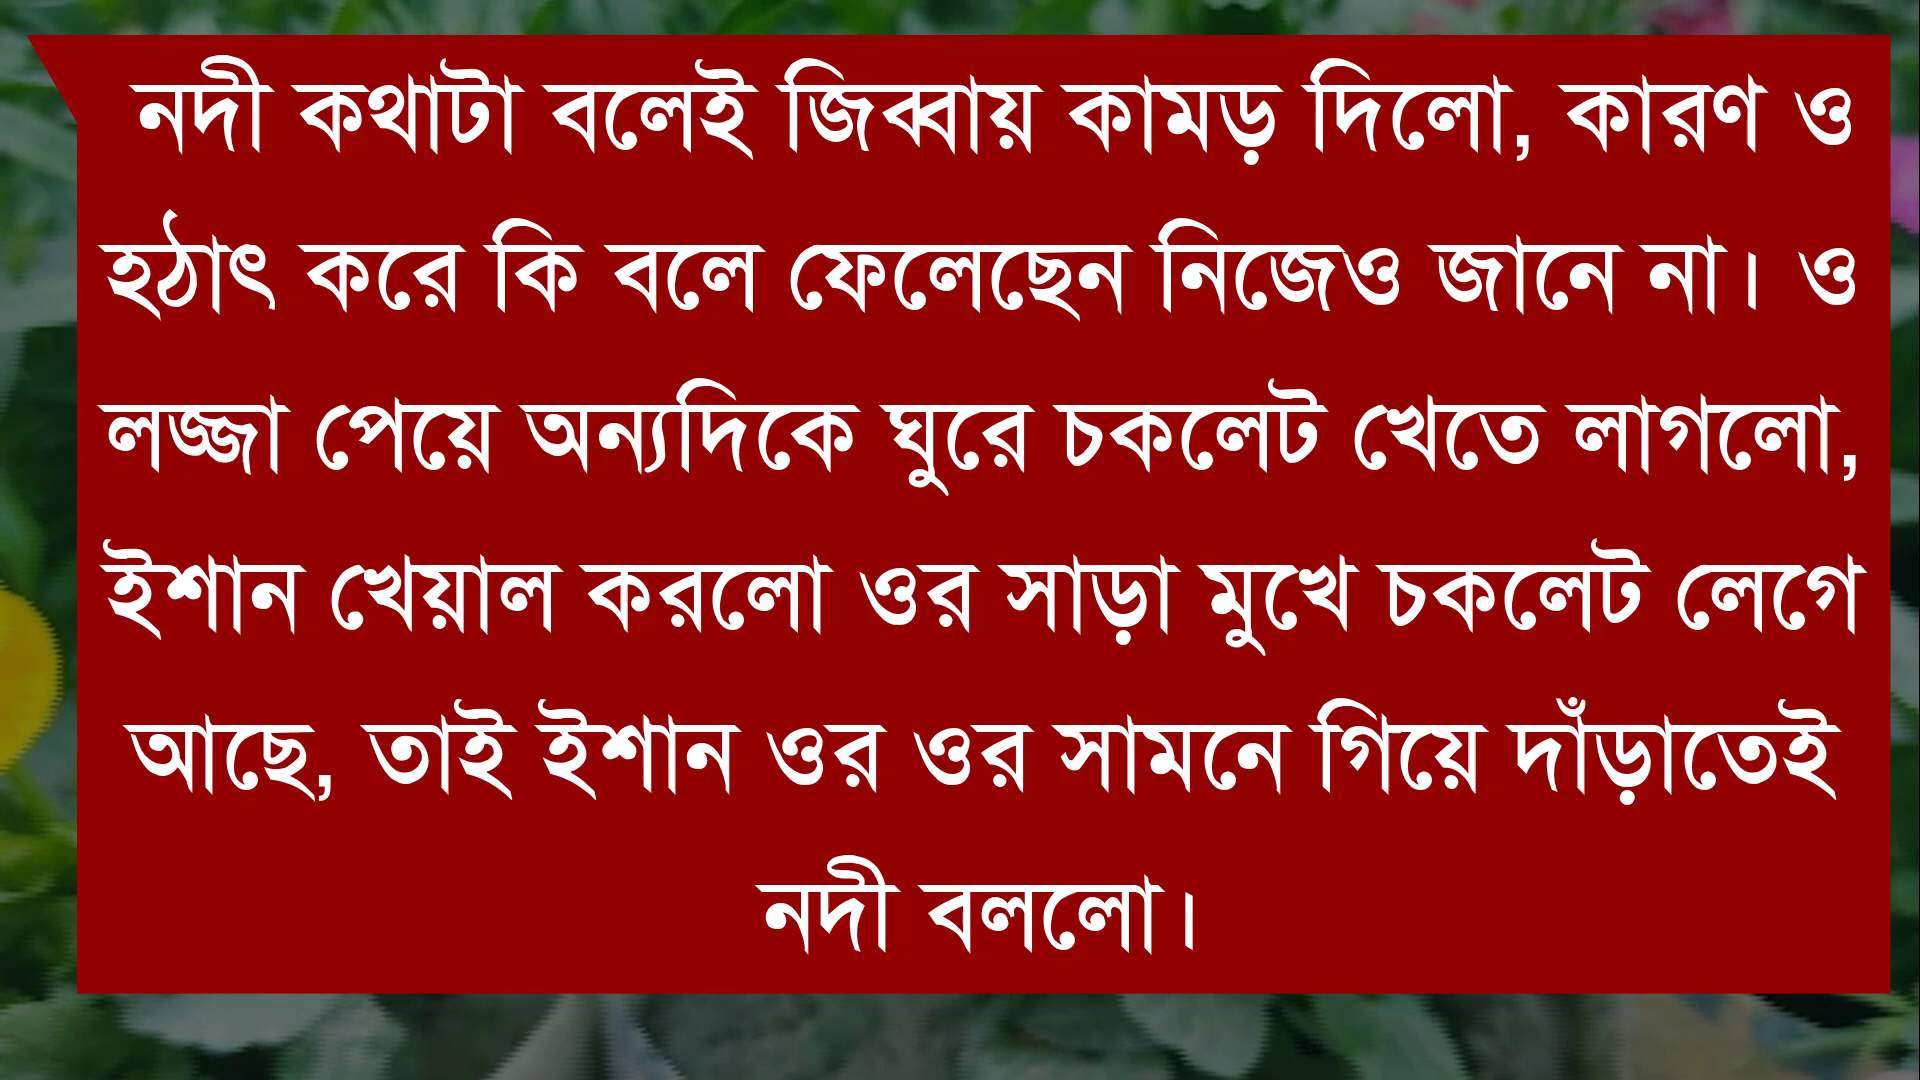 নদী কথাটা বলেই জিব্বায় কামড় দিলো, কারণ ও
হঠাৎ করে কি বলে ফেলেছেন নিজেও জানে না। ও
লজ্জা পেয়ে অন্যদিকে ঘুরে চকলেট খেতে লাগলো,
ইশান খেয়াল করলো ওর সাড়া মুখে চকলেট লেগে
আছে, তাই ইশান ওর ওর সামনে গিয়ে দাঁড়াতেই
নদী বললো।